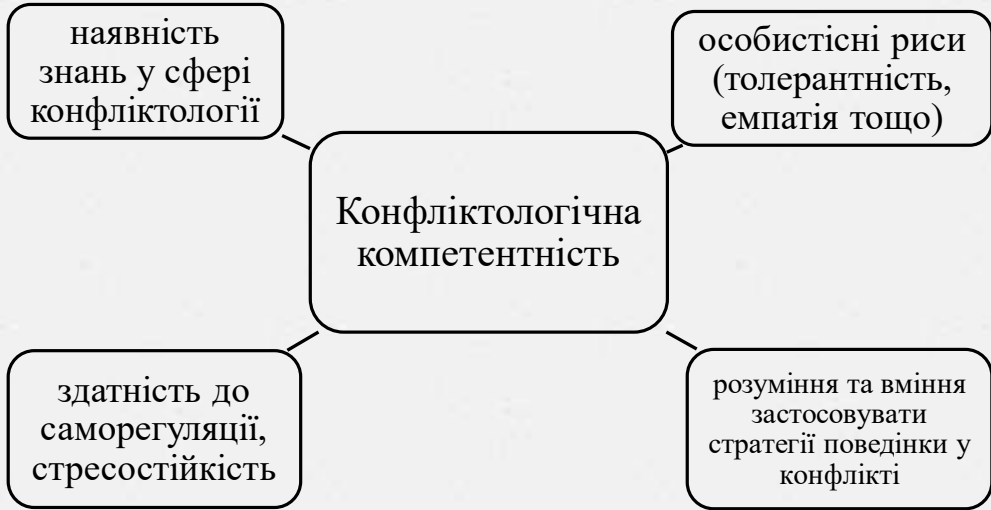 наявність
знань у сфері
конфліктології
особистісні риси
(толерантність,
емпатія тощо)
Конфліктологічна
компетентність
здатність до
саморегуляції,
стресостійкість
розуміння та вміння
застосовувати
стратегії поведінки у
конфлікті